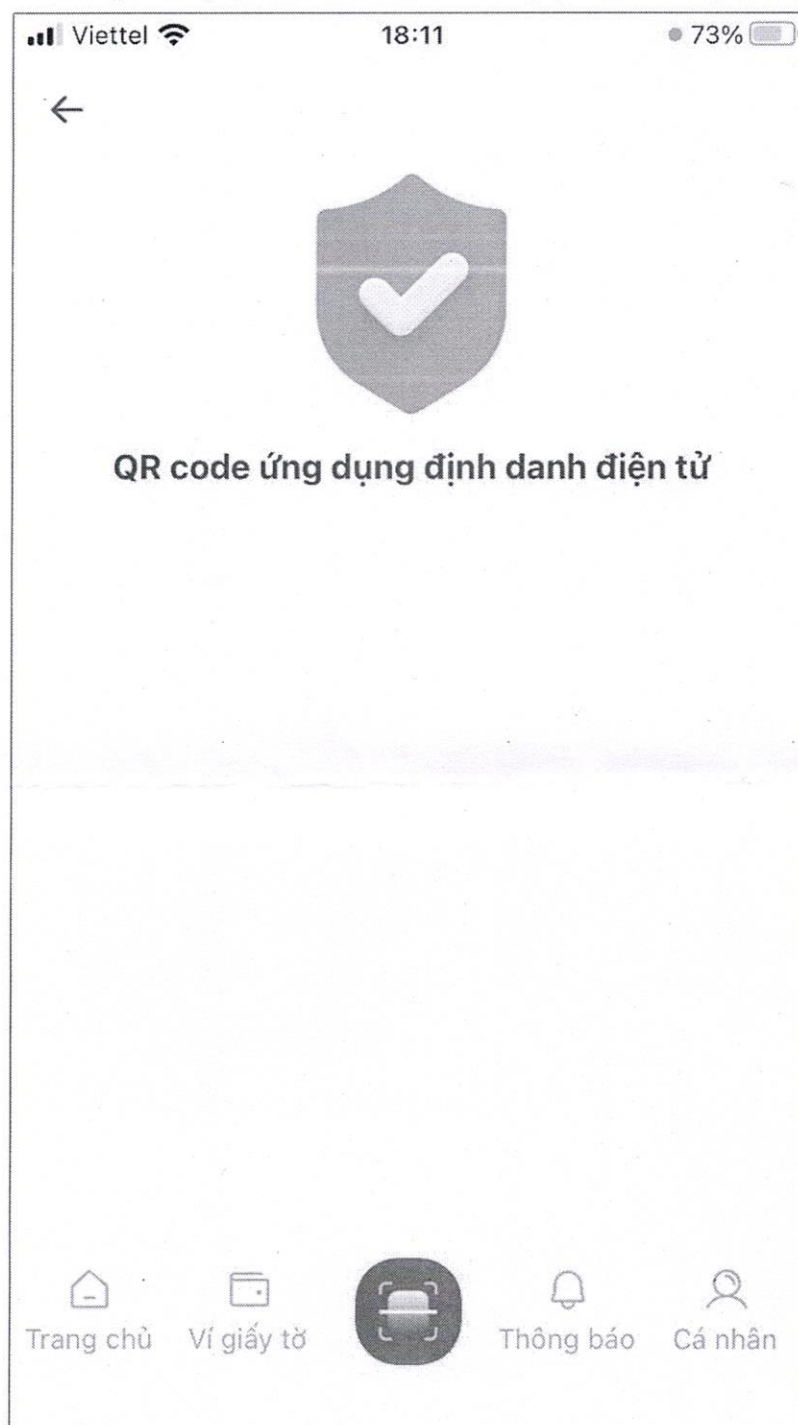 Viettel 18:11 73%
QR code ứng dụng định danh điện tử
Trang chủ Ví giấy tờ Thông báo Cá nhân